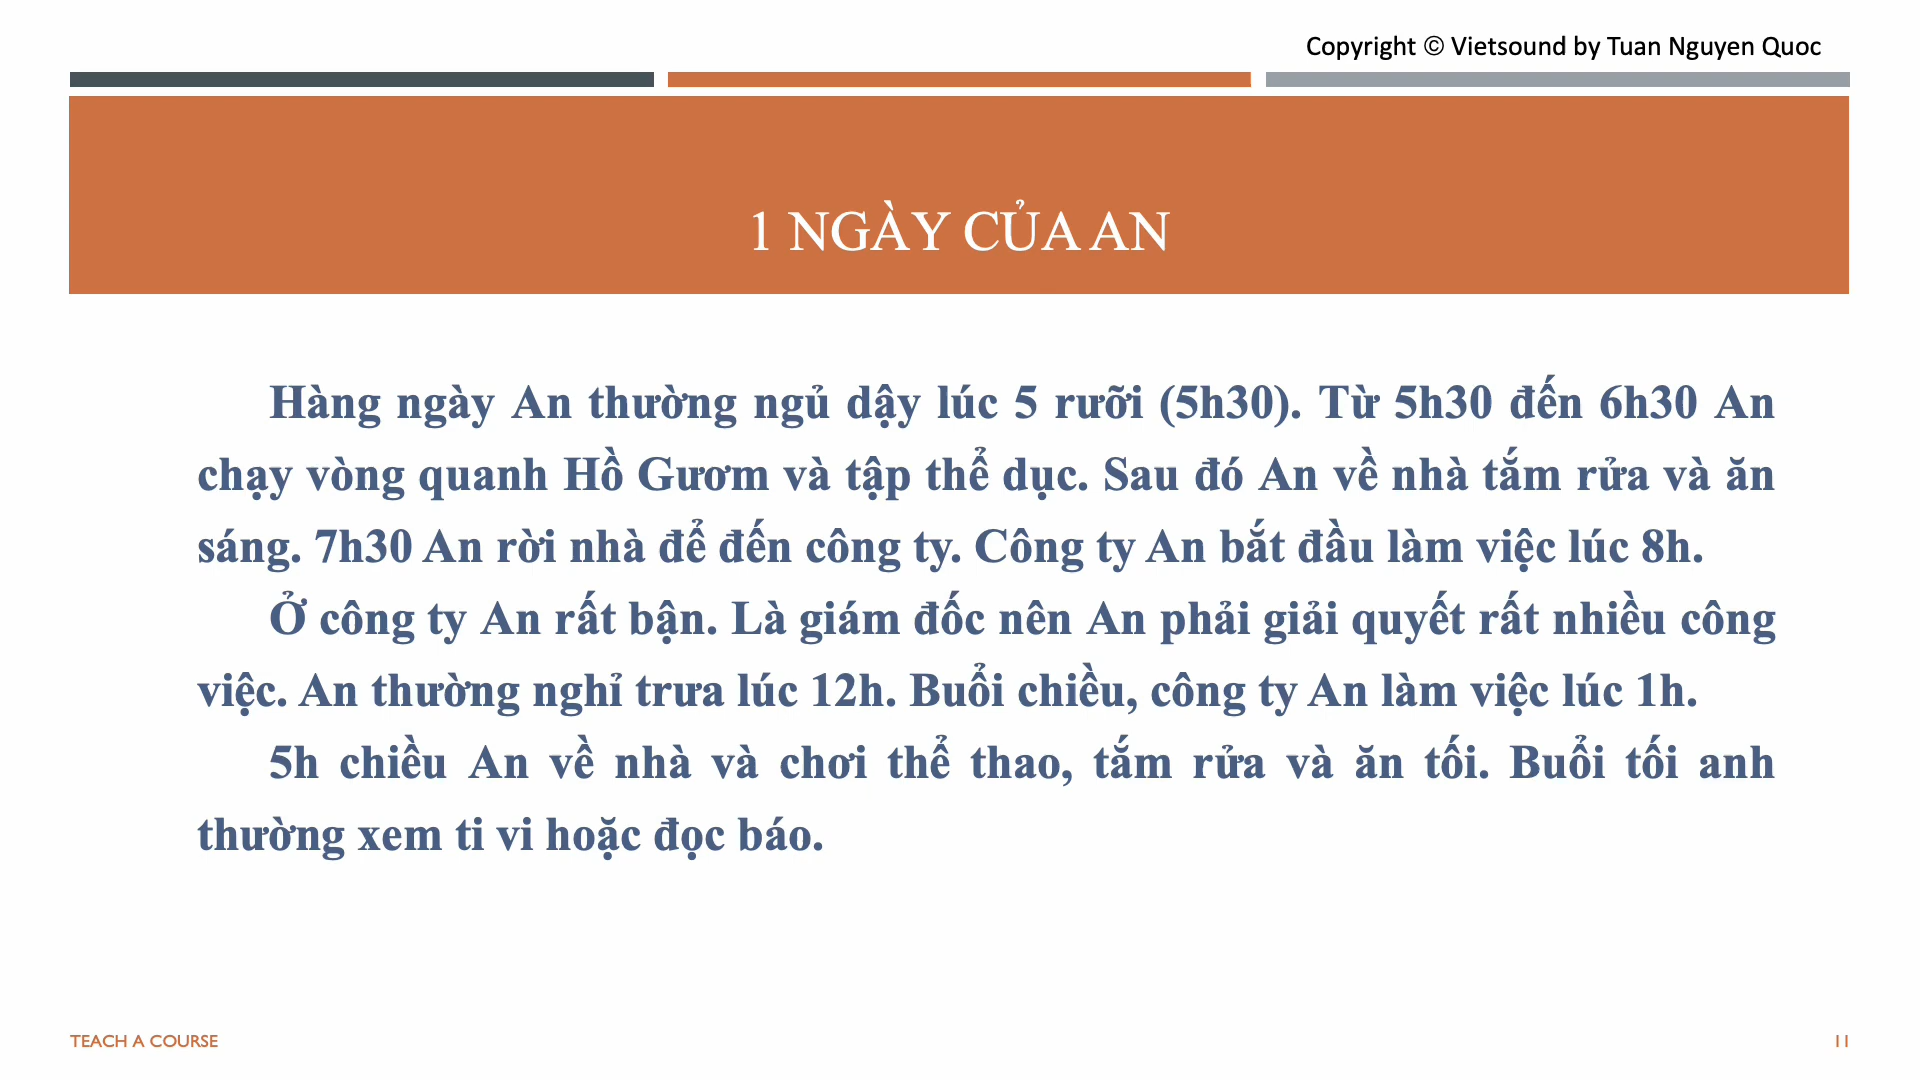 Copyright © Vietsound by Tuan Nguyen Quoc
1 NGÀY CỦA AN
Hàng ngày An thường ngủ dậy lúc 5 rưỡi (5h30). Từ 5h30 đến 6h30 An
chạy vòng quanh Hồ Gươm và tập thể dục. Sau đó An về nhà tắm rửa và ăn
sáng. 7h30 An rời nhà để đến công ty. Công ty An bắt đầu làm việc lúc 8h.
Ở công ty An rất bận. Là giám đốc nên An phải giải quyết rất nhiều công
việc. An thường nghỉ trưa lúc 12h. Buổi chiều, công ty An làm việc lúc 1h.
5h chiều An về nhà và chơi thể thao, tắm rửa và ăn tối. Buổi tối anh
thường xem ti vi hoặc đọc báo.
TEACH A COURSE
11